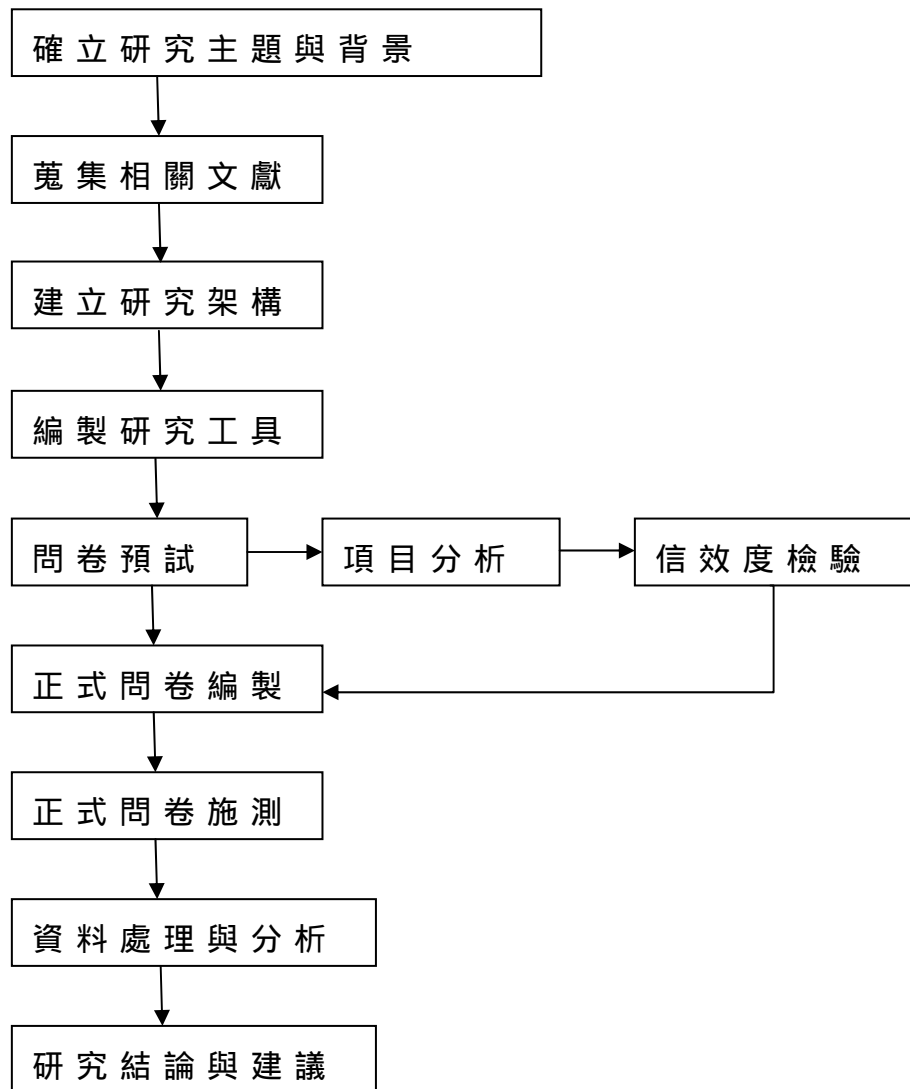 確立研究主題與背景
蒐集相關文獻
建立研究架構
編製研究工具
問卷預試
項目分析
信效度檢驗
正式問卷編製
正式問卷施測
資料處理與分析
研究結論與建議